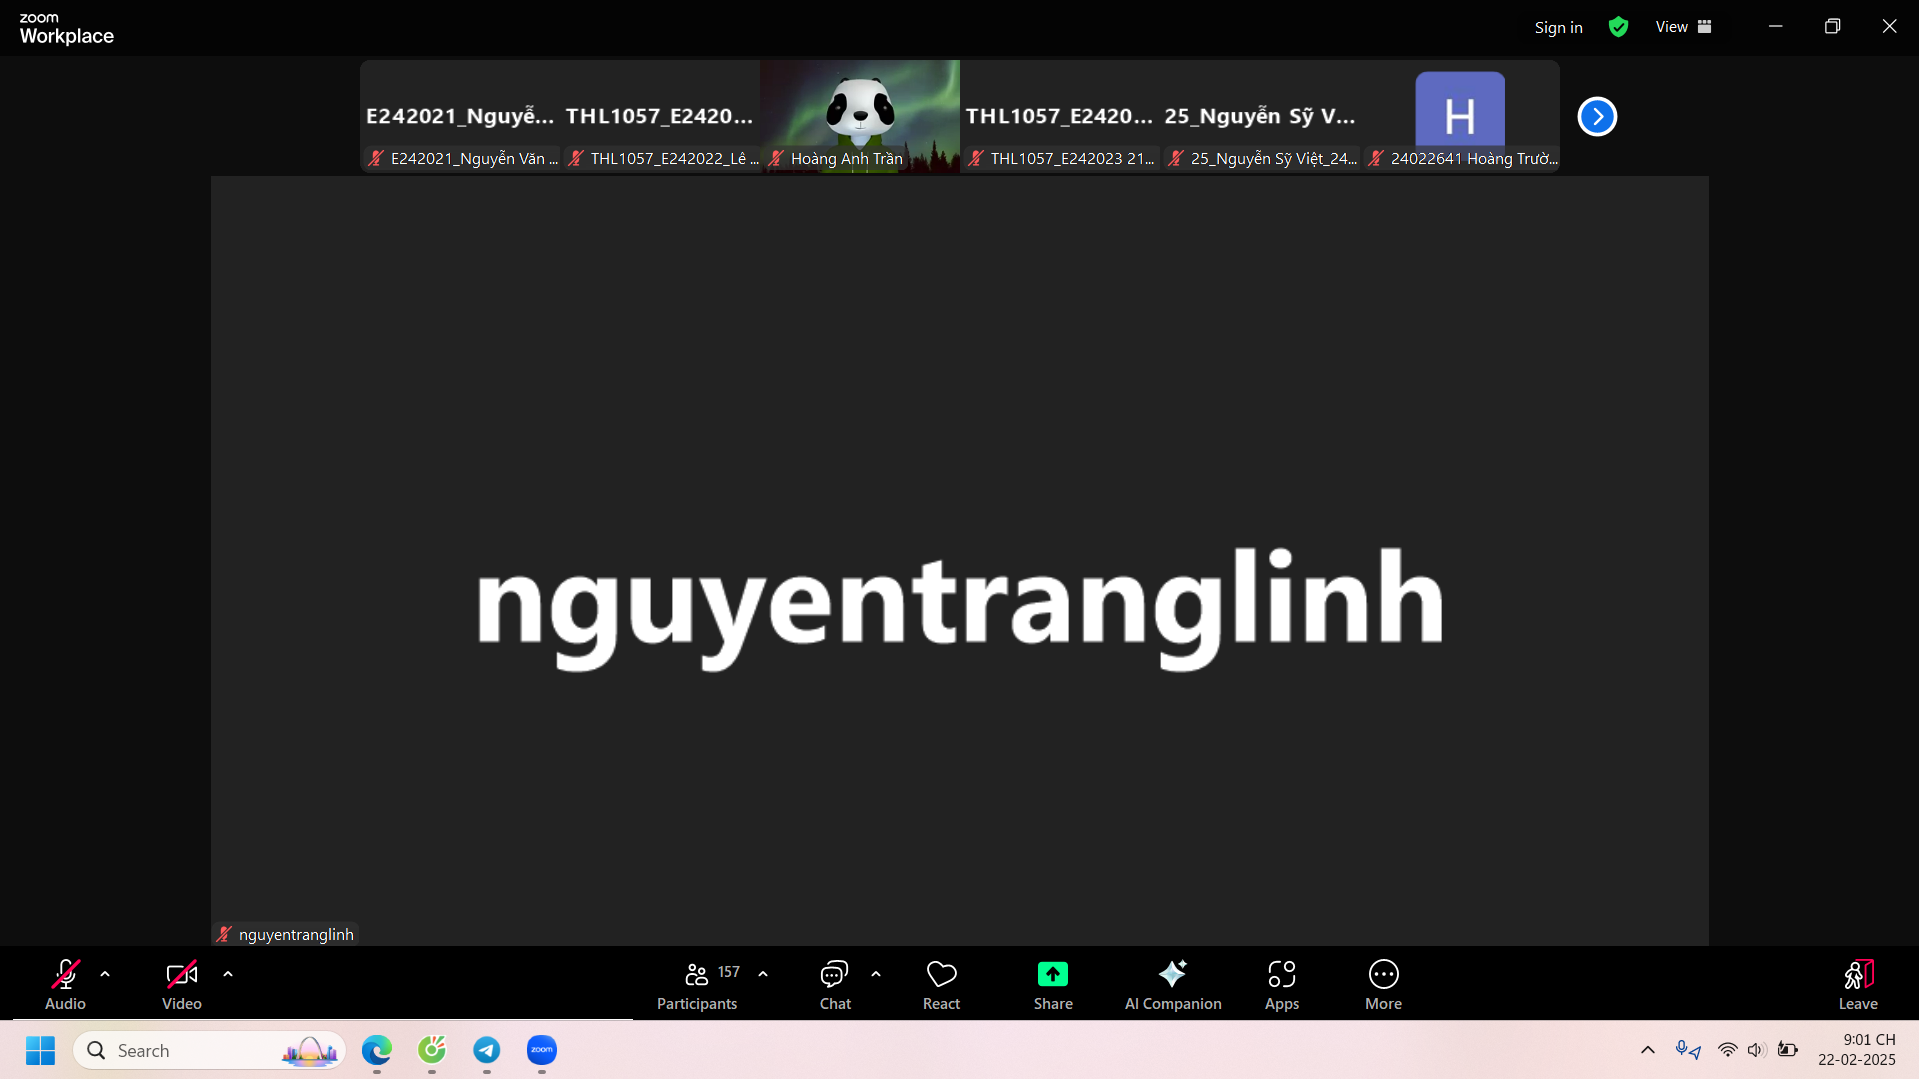 zoom
Workplace
Sign in
View
E242021_Nguyễ...
THL1057_E2420...
THL1057_E2420...
25_Nguyễn Sỹ V...
H
E242021_Nguyễn Văn ...
THL1057_E242022_Lê ...
Hoàng Anh Trần
THL1057_E242023 21...
25_Nguyễn Sỹ Việt_24...
24022641 Hoàng Trườ...
nguyentranglinh
nguyentranglinh
Audio
Video
157
Participants
Chat
React
Share
AI Companion
Apps
More
Leave
Search
zoom
9:01 CH
22-02-2025